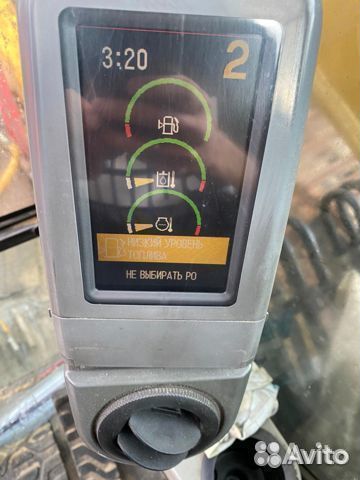 3:20 2
НИЗКИЙ УРОВЕНЬ
ТОПЛИВА
НЕ ВЫБИРАТЬ РО
Avito